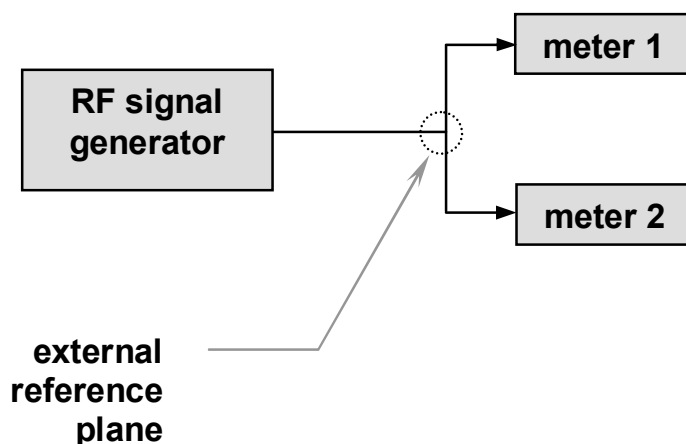 RF signal
generator
meter 1
meter 2
external
reference
plane